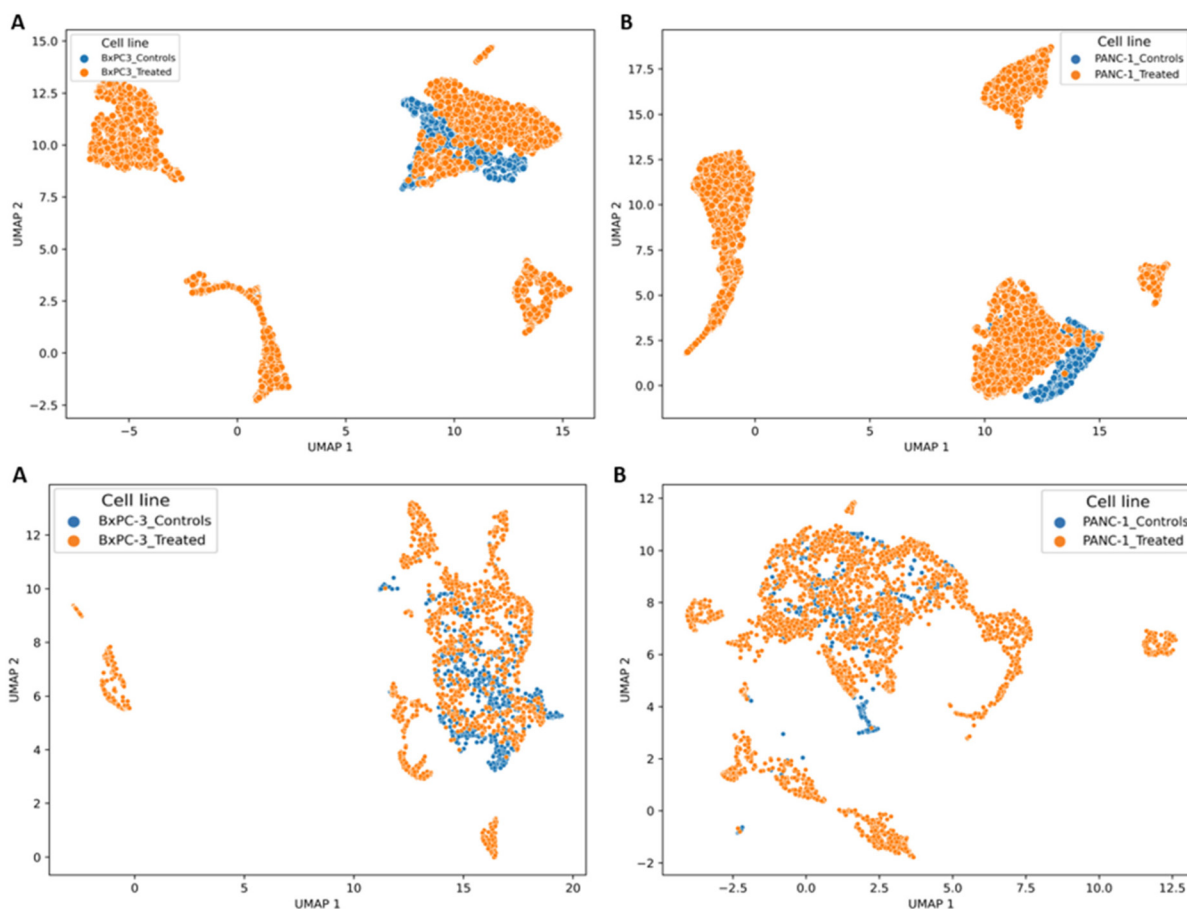 A
Cell line
BxPC3_Controls
BxPC3_Treated
15.0
12.5
10.0
7.5
5.0
2.5
0.0
−2.5
UMAP 2
−5
0
5
10
15
UMAP 1
B
Cell line
PANC-1_Controls
PANC-1_Treated
17.5
15.0
12.5
10.0
7.5
5.0
2.5
0.0
UMAP 2
0
5
10
15
UMAP 1
A
Cell line
BxPC-3_Controls
BxPC-3_Treated
12
10
8
6
4
2
0
UMAP 2
0
5
10
15
20
UMAP 1
B
Cell line
PANC-1_Controls
PANC-1_Treated
12
10
8
6
4
2
0
−2
UMAP 2
−2.5
0.0
2.5
5.0
7.5
10.0
12.5
UMAP 1